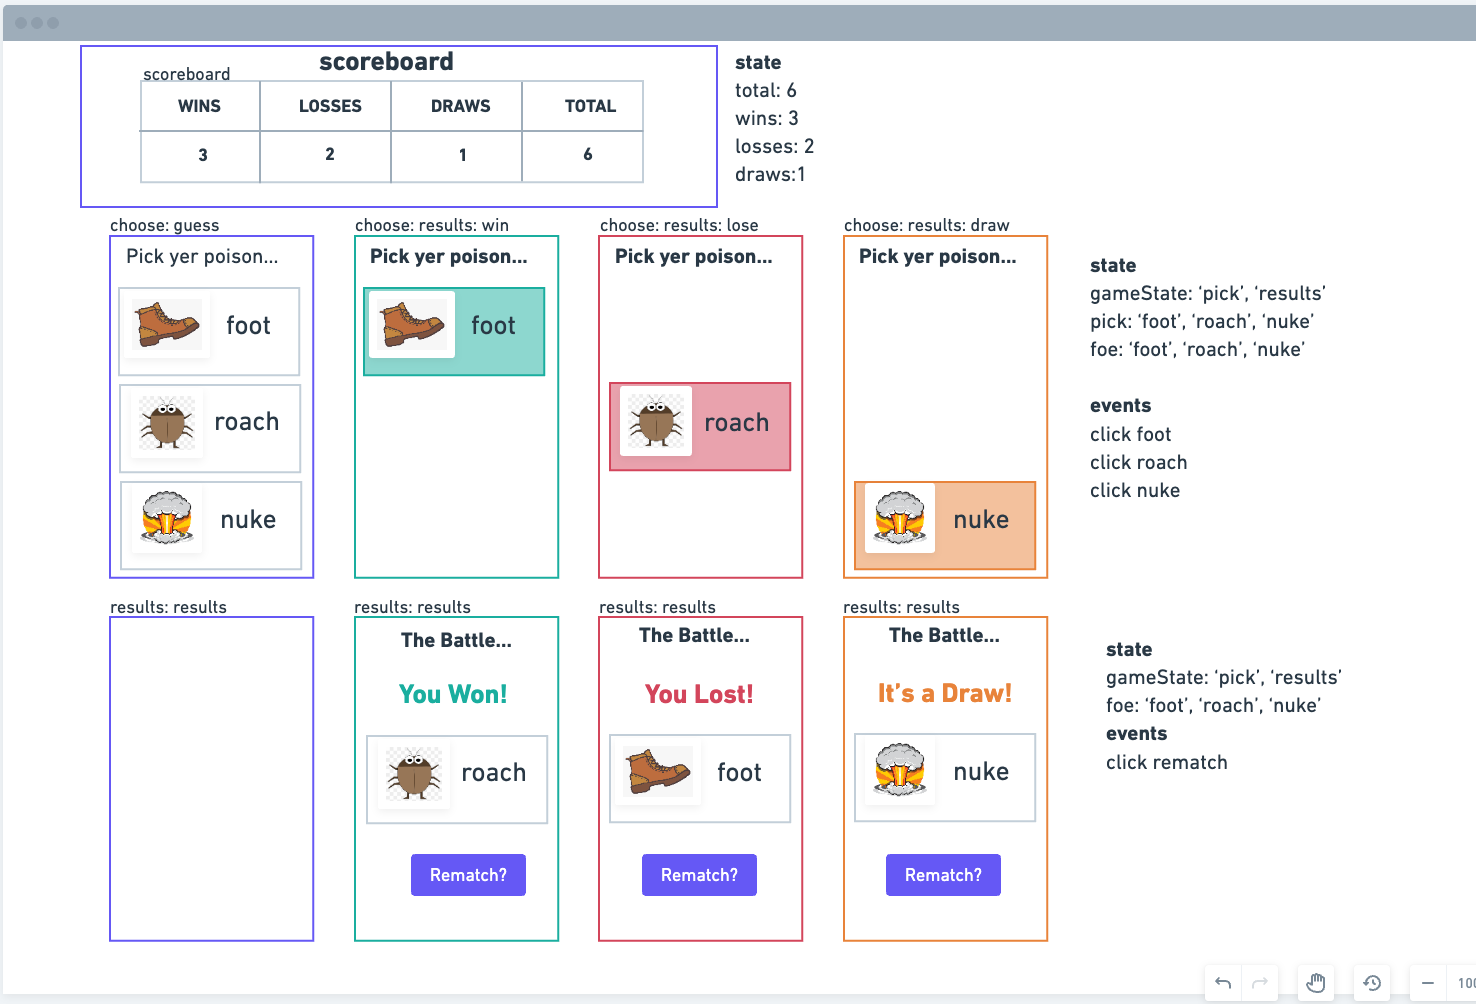 scoreboard
scoreboard
WINS LOSSES DRAWS TOTAL
3 2 1 6
state
total: 6
wins: 3
losses: 2
draws:1
choose: guess
Pick yer poison...
foot
roach
nuke
choose: results: win
Pick yer poison...
foot
choose: results: lose
Pick yer poison...
roach
choose: results: draw
Pick yer poison...
nuke
state
gameState: ‘pick’, ‘results’
pick: ‘foot’, ‘roach’, ‘nuke’
foe: ‘foot’, ‘roach’, ‘nuke’
events
click foot
click roach
click nuke
results: results
results: results
The Battle...
You Won!
roach
Rematch?
results: results
The Battle...
You Lost!
foot
Rematch?
results: results
The Battle...
It’s a Draw!
nuke
Rematch?
state
gameState: ‘pick’, ‘results’
foe: ‘foot’, ‘roach’, ‘nuke’
events
click rematch